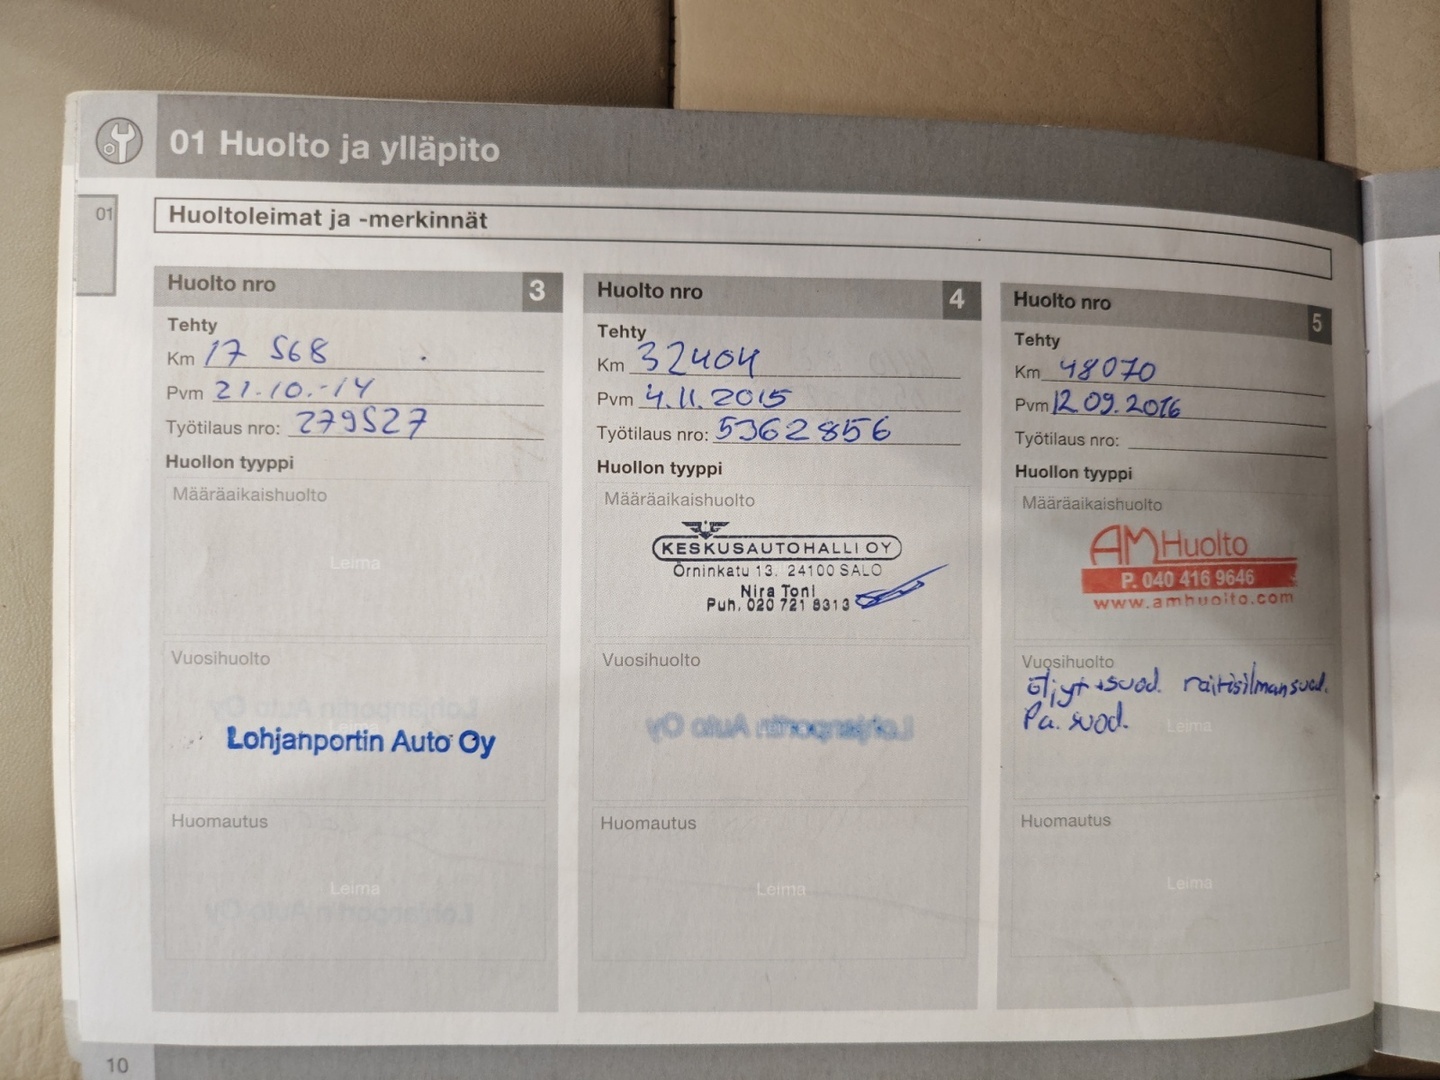 01 Huolto ja ylläpito
01
Huoltoleimat ja -merkinnät
Huolto nro 3
Tehty
Km 17 568
Pvm 21.10.-14
Työtilaus nro: 279527
Huollon tyyppi
Määräaikaishuolto
Leima
Vuosihuolto
Lohjanportin Auto Oy
Huomautus
Leima
Huolto nro 4
Tehty
Km 32404
Pvm 4.11.2015
Työtilaus nro: 5362856
Huollon tyyppi
Määräaikaishuolto
KESKUSAUTOHALLI OY
Örninkatu 13. 24100 SALO
Nira Toni
Puh. 020 721 8313
Vuosihuolto
Huomautus
Leima
Huolto nro 5
Tehty
Km 48070
Pvm 12.09.2016
Työtilaus nro:
Huollon tyyppi
Määräaikaishuolto
AM Huolto
P. 040 416 9646
www.amhuolto.com
Vuosihuolto
öljyt+suod. raitisilmansuod.
Pa. suod.
Leima
Huomautus
Leima
10